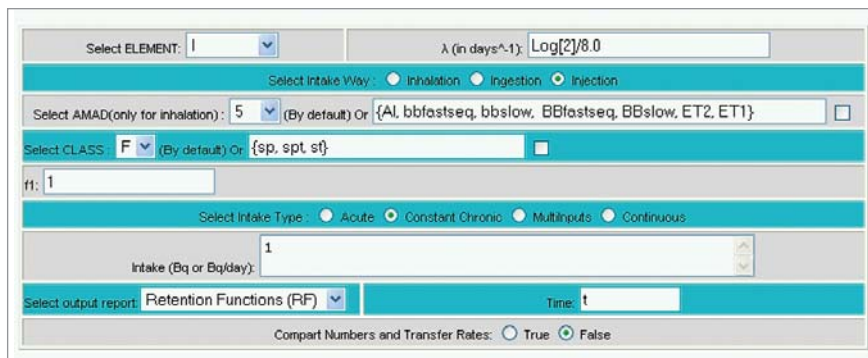 Select ELEMENT: I λ (in days^-1): Log[2]/8.0
Select Intake Way : Inhalation Ingestion Injection
Select AMAD(only for inhalation) : 5 (By default) Or {AI, bbfastseq, bbslow, BBfastseq, BBslow, ET2, ET1}
Select CLASS : F (By default) Or {sp, spt, st}
f1: 1
Select Intake Type : Acute Constant Chronic MultiInputs Continuous
1
Intake (Bq or Bq/day):
Select output report: Retention Functions (RF) Time: t
Compart Numbers and Transfer Rates: True False